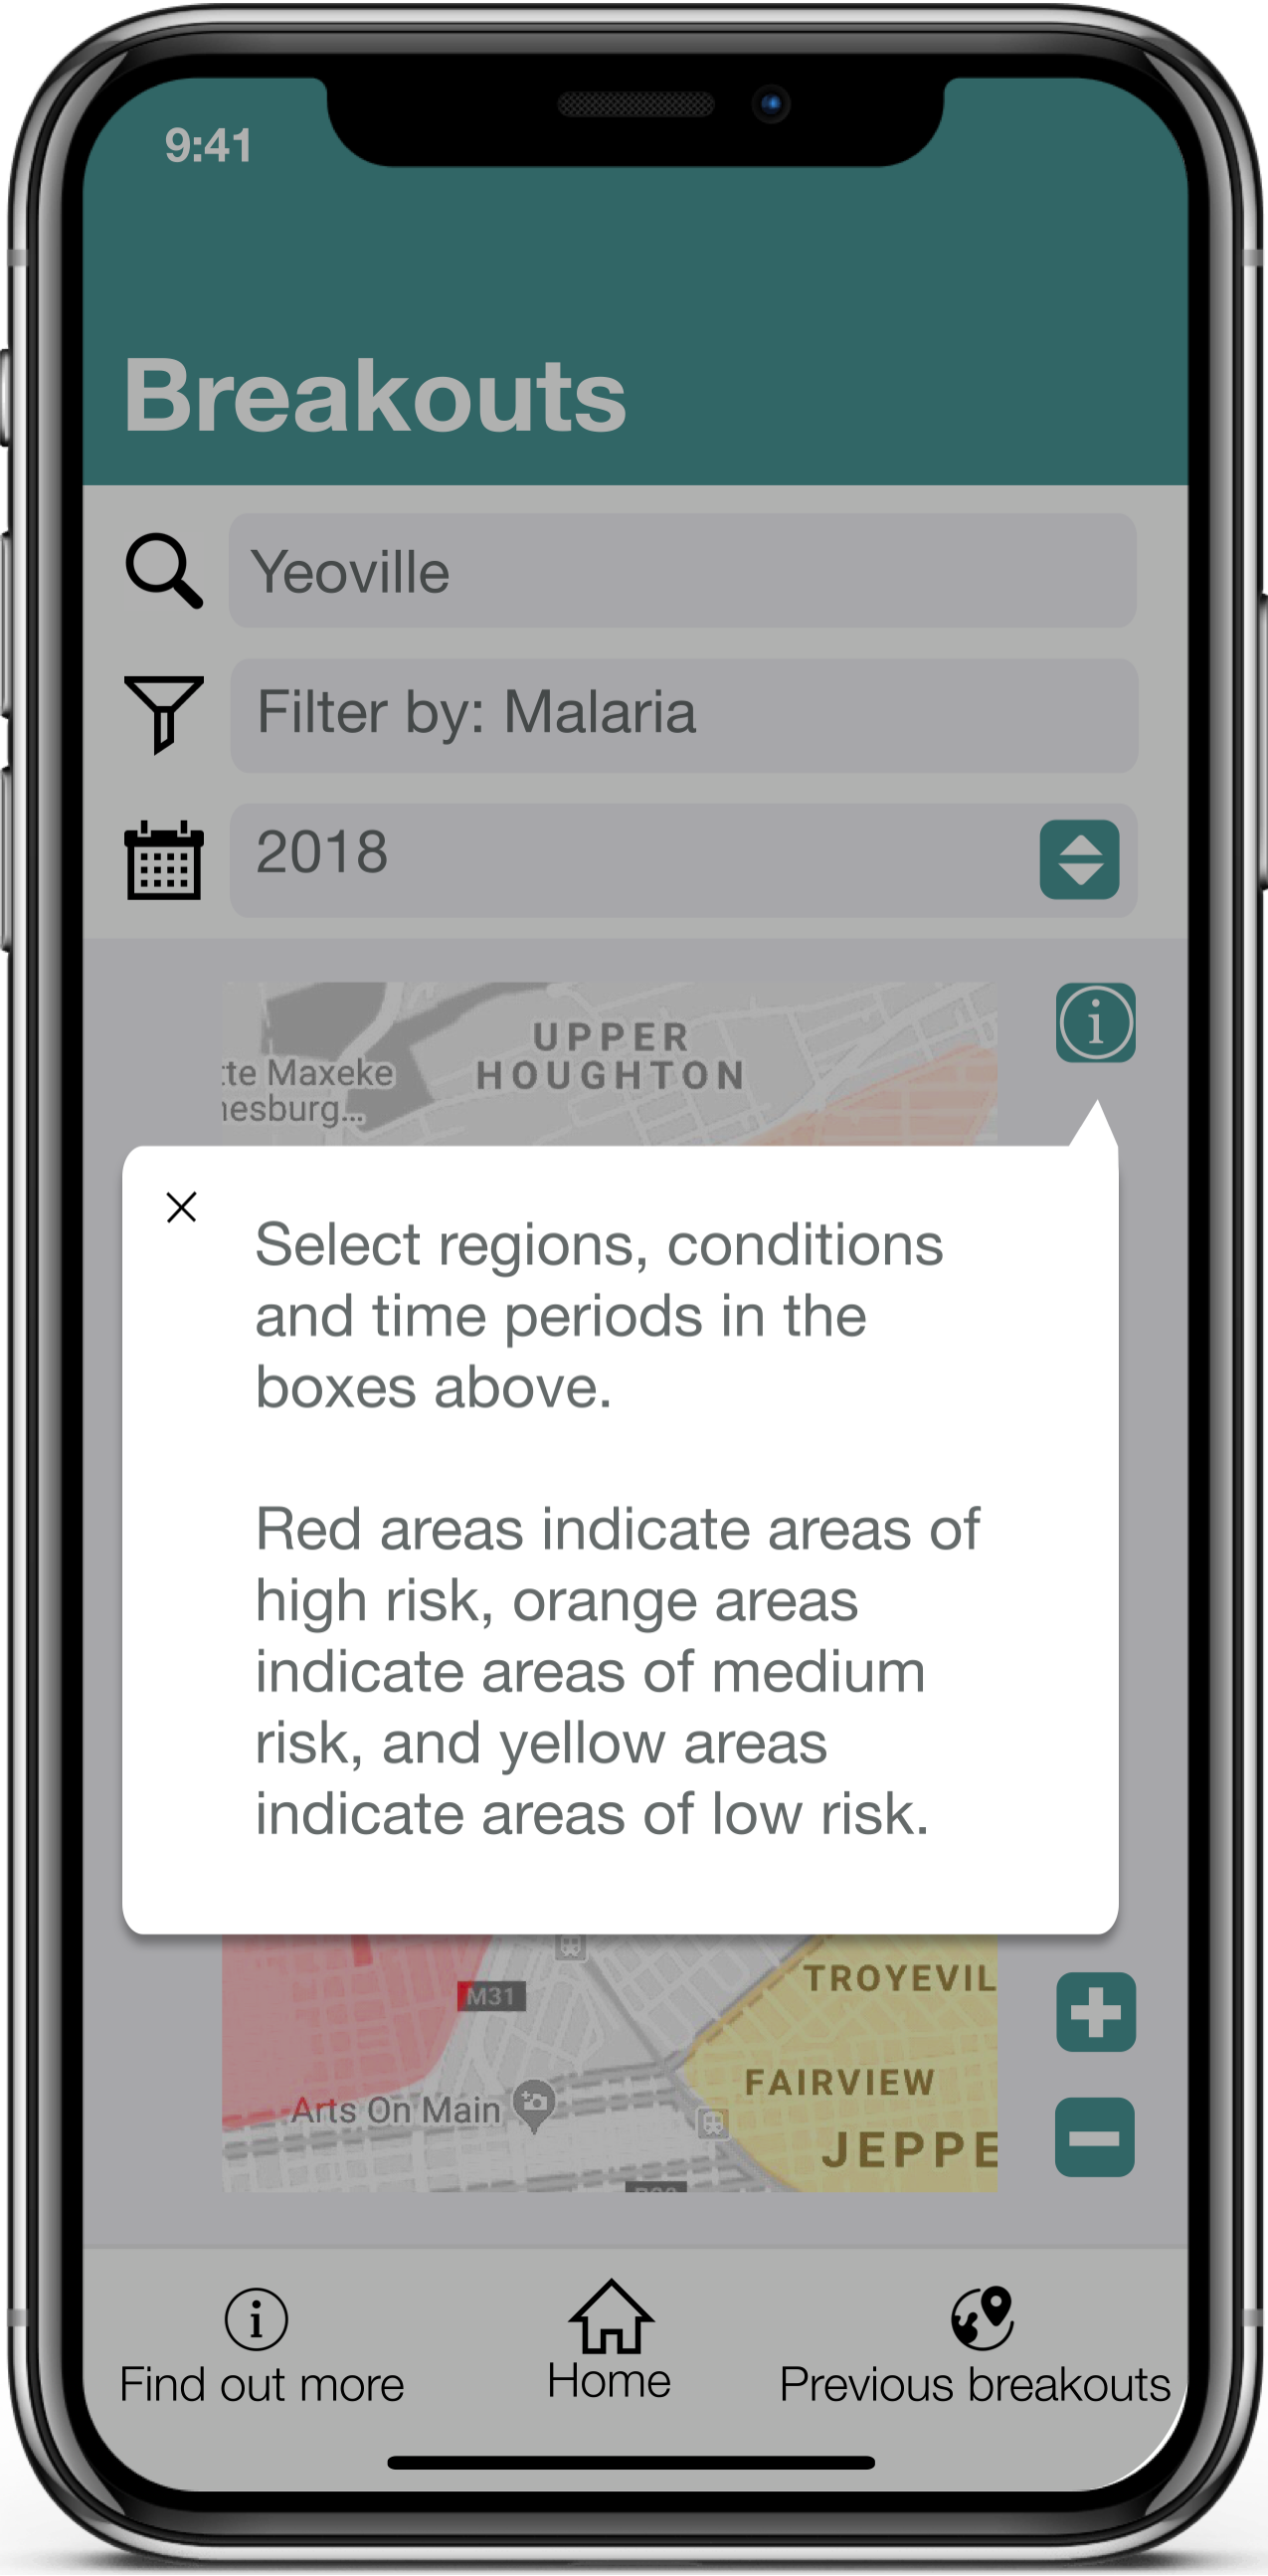 9:41
Breakouts
Yeoville
Filter by: Malaria
2018
UPPER
HOUGHTON
Maxeke
Select regions, conditions
and time periods in the
boxes above.
Red areas indicate areas of
high risk, orange areas
indicate areas of medium
risk, and yellow areas
indicate areas of low risk.
TROYEVIL
M31
FAIRVIEW
Arts On Main
JEPPE
Find out more
Home
Previous breakouts